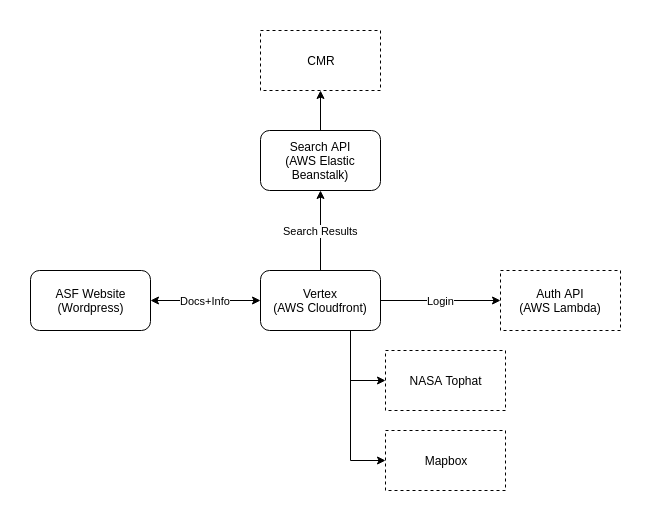 CMR
Search API
(AWS Elastic
Beanstalk)
Search Results
ASF Website
(Wordpress)
Docs+Info
Vertex
(AWS Cloudfront)
Login
Auth API
(AWS Lambda)
NASA Tophat
Mapbox